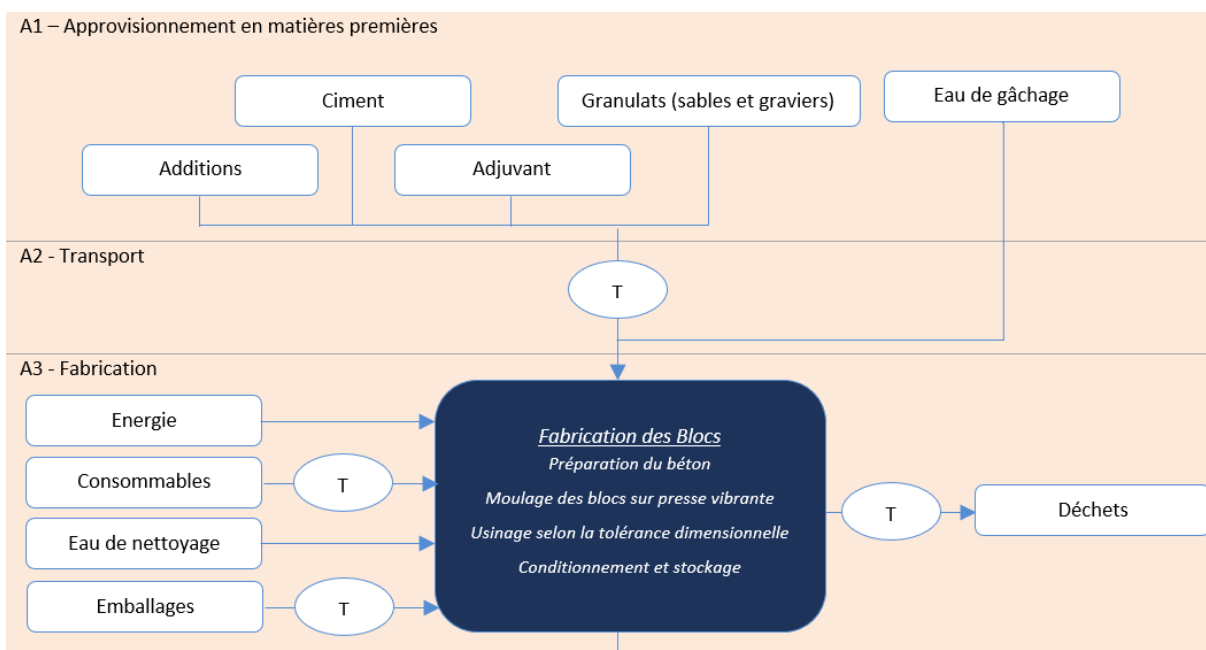 A1 – Approvisionnement en matières premières
Ciment
Granulats (sables et graviers)
Eau de gâchage
Additions
Adjuvant
A2 - Transport
T
A3 - Fabrication
Energie
Consommables
T
Eau de nettoyage
Emballages
T
Fabrication des Blocs
Préparation du béton
Moulage des blocs sur presse vibrante
Usinage selon la tolérance dimensionnelle
Conditionnement et stockage
T
Déchets